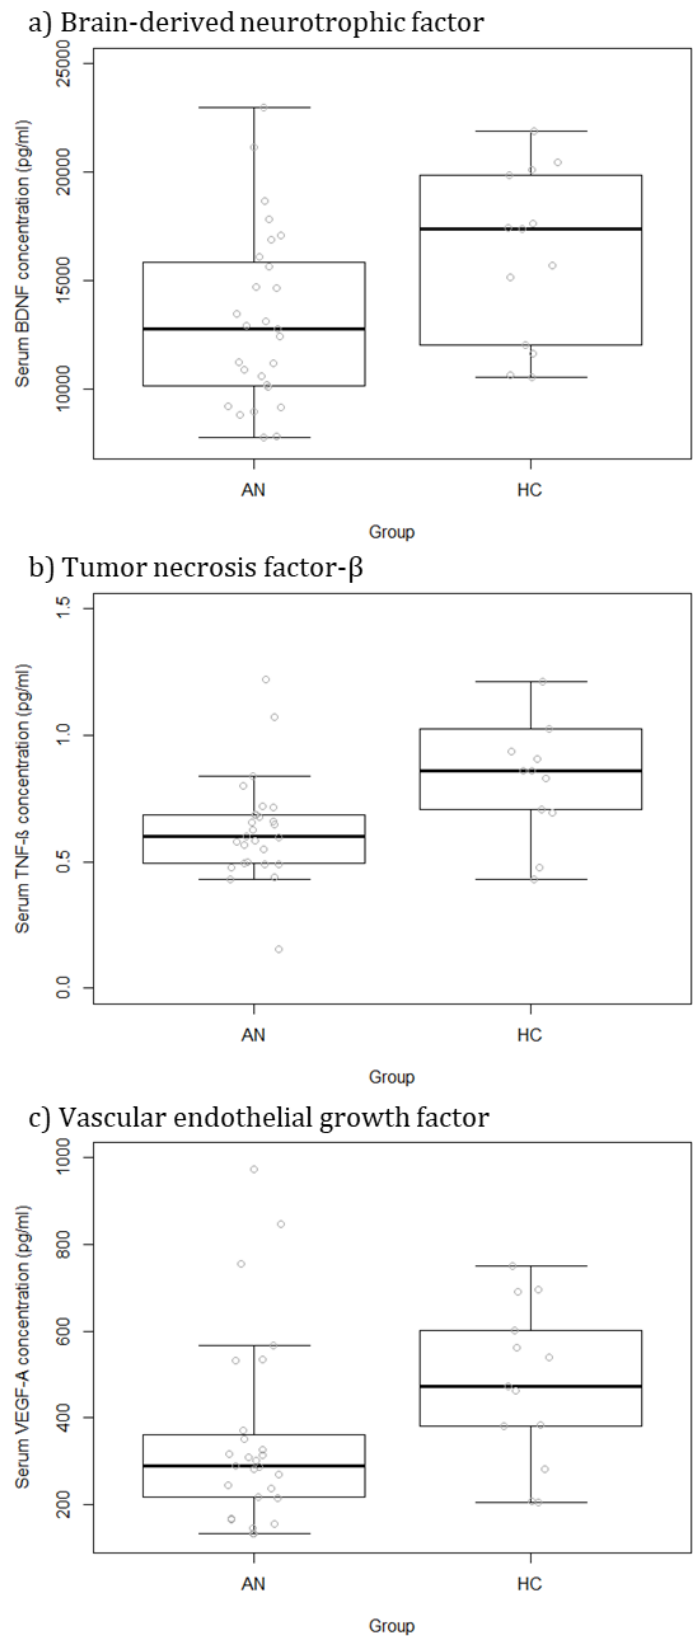 a) Brain-derived neurotrophic factor
25000
20000
15000
10000
Serum BDNF concentration (pg/ml)
AN
HC
Group
b) Tumor necrosis factor-β
1.5
1.0
0.5
0.0
Serum TNF-ß concentration (pg/ml)
AN
HC
Group
c) Vascular endothelial growth factor
1000
800
600
400
200
Serum VEGF-A concentration (pg/ml)
AN
HC
Group